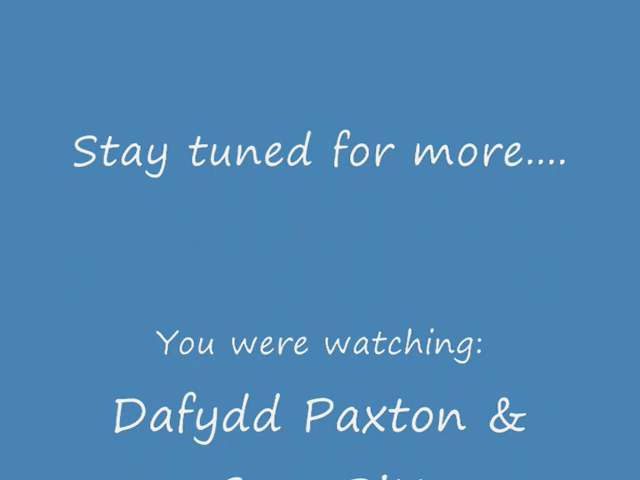 Stay tuned for more....
You were watching:
Dafydd Paxton &